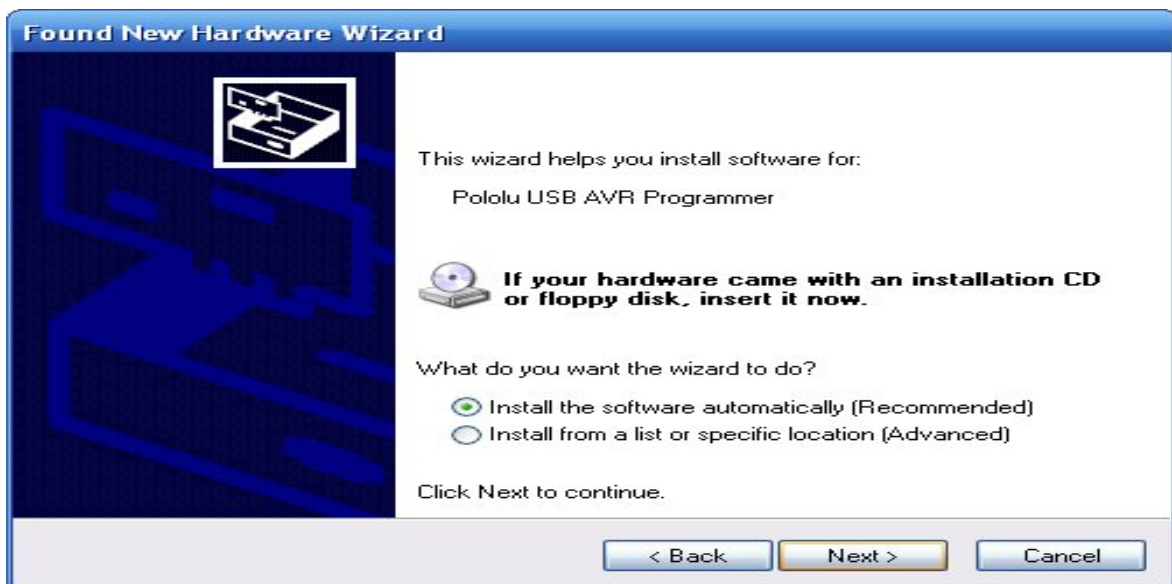 Found New Hardware Wizard
This wizard helps you install software for:
Pololu USB AVR Programmer
If your hardware came with an installation CD
or floppy disk, insert it now.
What do you want the wizard to do?
Install the software automatically (Recommended)
Install from a list or specific location (Advanced)
Click Next to continue.
< Back Next > Cancel